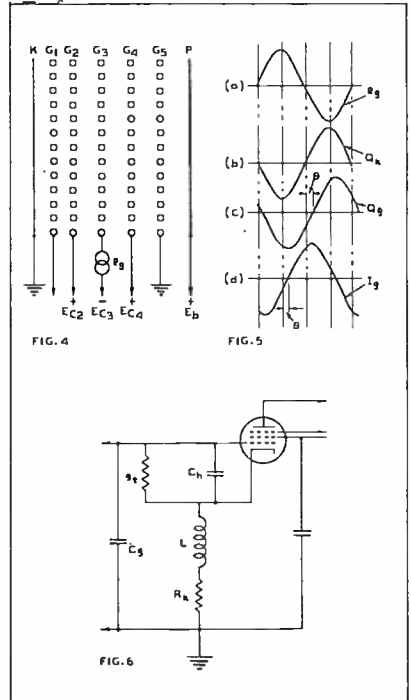 K G1 G2 G3 G4 G5 P
eg
+ EC2
− EC3
+ EC4
+ Eb
FIG. 4
(a) eg
(b) Qk
θ
(c) Qg
(d) Ig
θ
FIG. 5
gt
Ch
Cg
L
Rk
FIG. 6